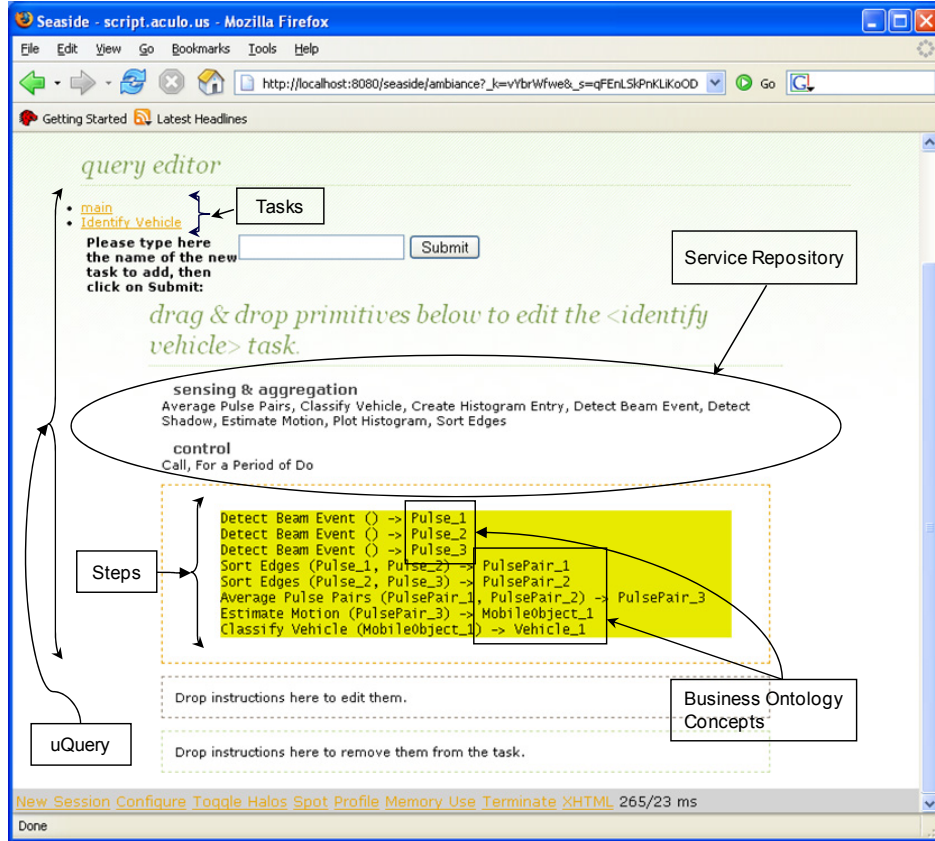 Seaside - script.aculo.us - Mozilla Firefox
File Edit View Go Bookmarks Tools Help
http://localhost:8080/seaside/ambiance?_k=vYbrWfwe&_s=qFEnLSkPnKLiKoOD
Go
G
Getting Started Latest Headlines
query editor
main
Identify Vehicle
Tasks
Please type here
the name of the new
task to add, then
click on Submit:
Submit
Service Repository
drag & drop primitives below to edit the <identify
vehicle> task.
sensing & aggregation
Average Pulse Pairs, Classify Vehicle, Create Histogram Entry, Detect Beam Event, Detect
Shadow, Estimate Motion, Plot Histogram, Sort Edges
control
Call, For a Period of Do
Detect Beam Event () -> Pulse_1
Detect Beam Event () -> Pulse_2
Detect Beam Event () -> Pulse_3
Sort Edges (Pulse_1, Pulse_2) -> PulsePair_1
Sort Edges (Pulse_2, Pulse_3) -> PulsePair_2
Average Pulse Pairs (PulsePair_1, PulsePair_2) -> PulsePair_3
Estimate Motion (PulsePair_3) -> MobileObject_1
Classify Vehicle (MobileObject_1) -> Vehicle_1
Steps
Drop instructions here to edit them.
Business Ontology
Concepts
uQuery
Drop instructions here to remove them from the task.
New Session Configure Toggle Halos Spot Profile Memory Use Terminate XHTML 265/23 ms
Done